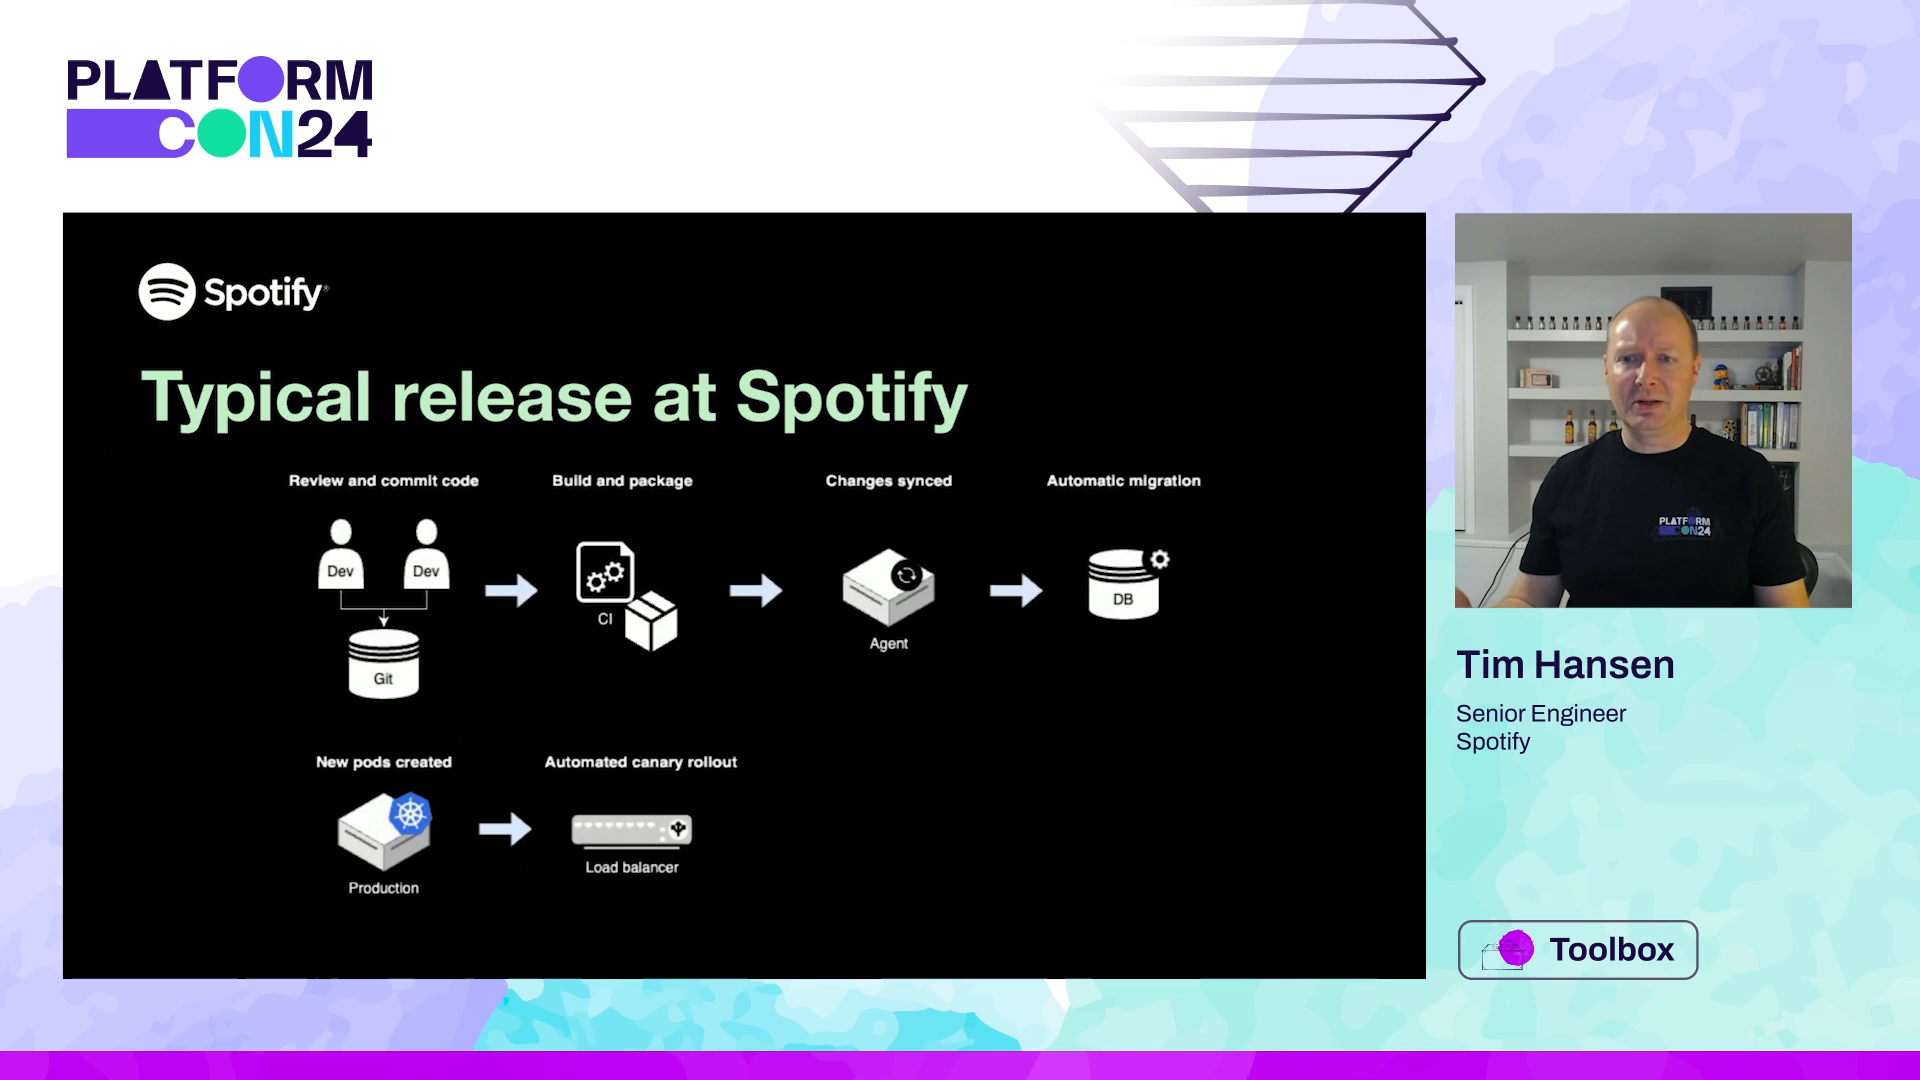 PLATFORM
CON24
Spotify
Typical release at Spotify
Review and commit code
Build and package
Changes synced
Automatic migration
Dev
Dev
Git
CI
Agent
DB
New pods created
Automated canary rollout
Production
Load balancer
PLATFORM
CON24
Tim Hansen
Senior Engineer
Spotify
Toolbox